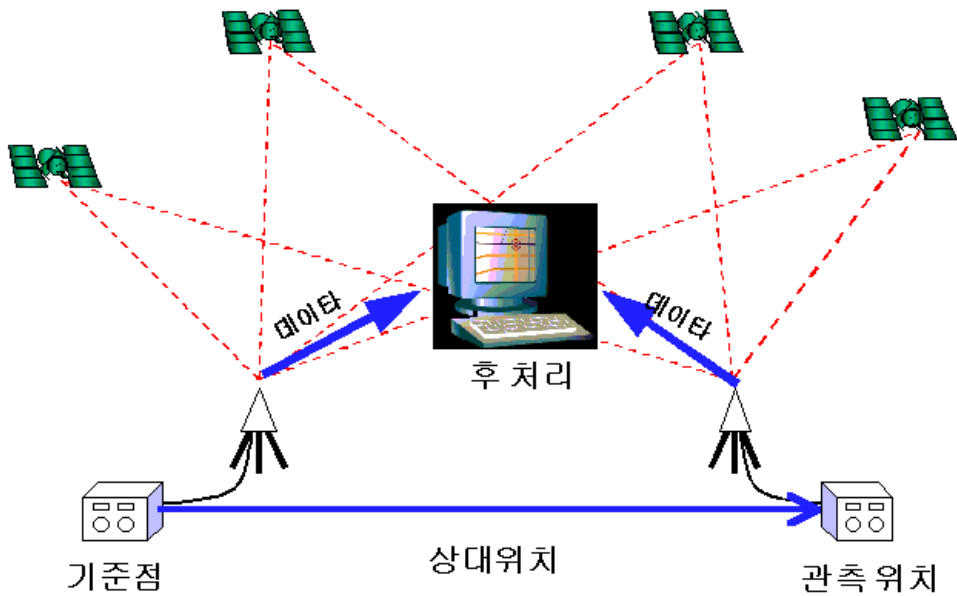 데이타
데이타
후 처리
상대위치
기준점
관측위치